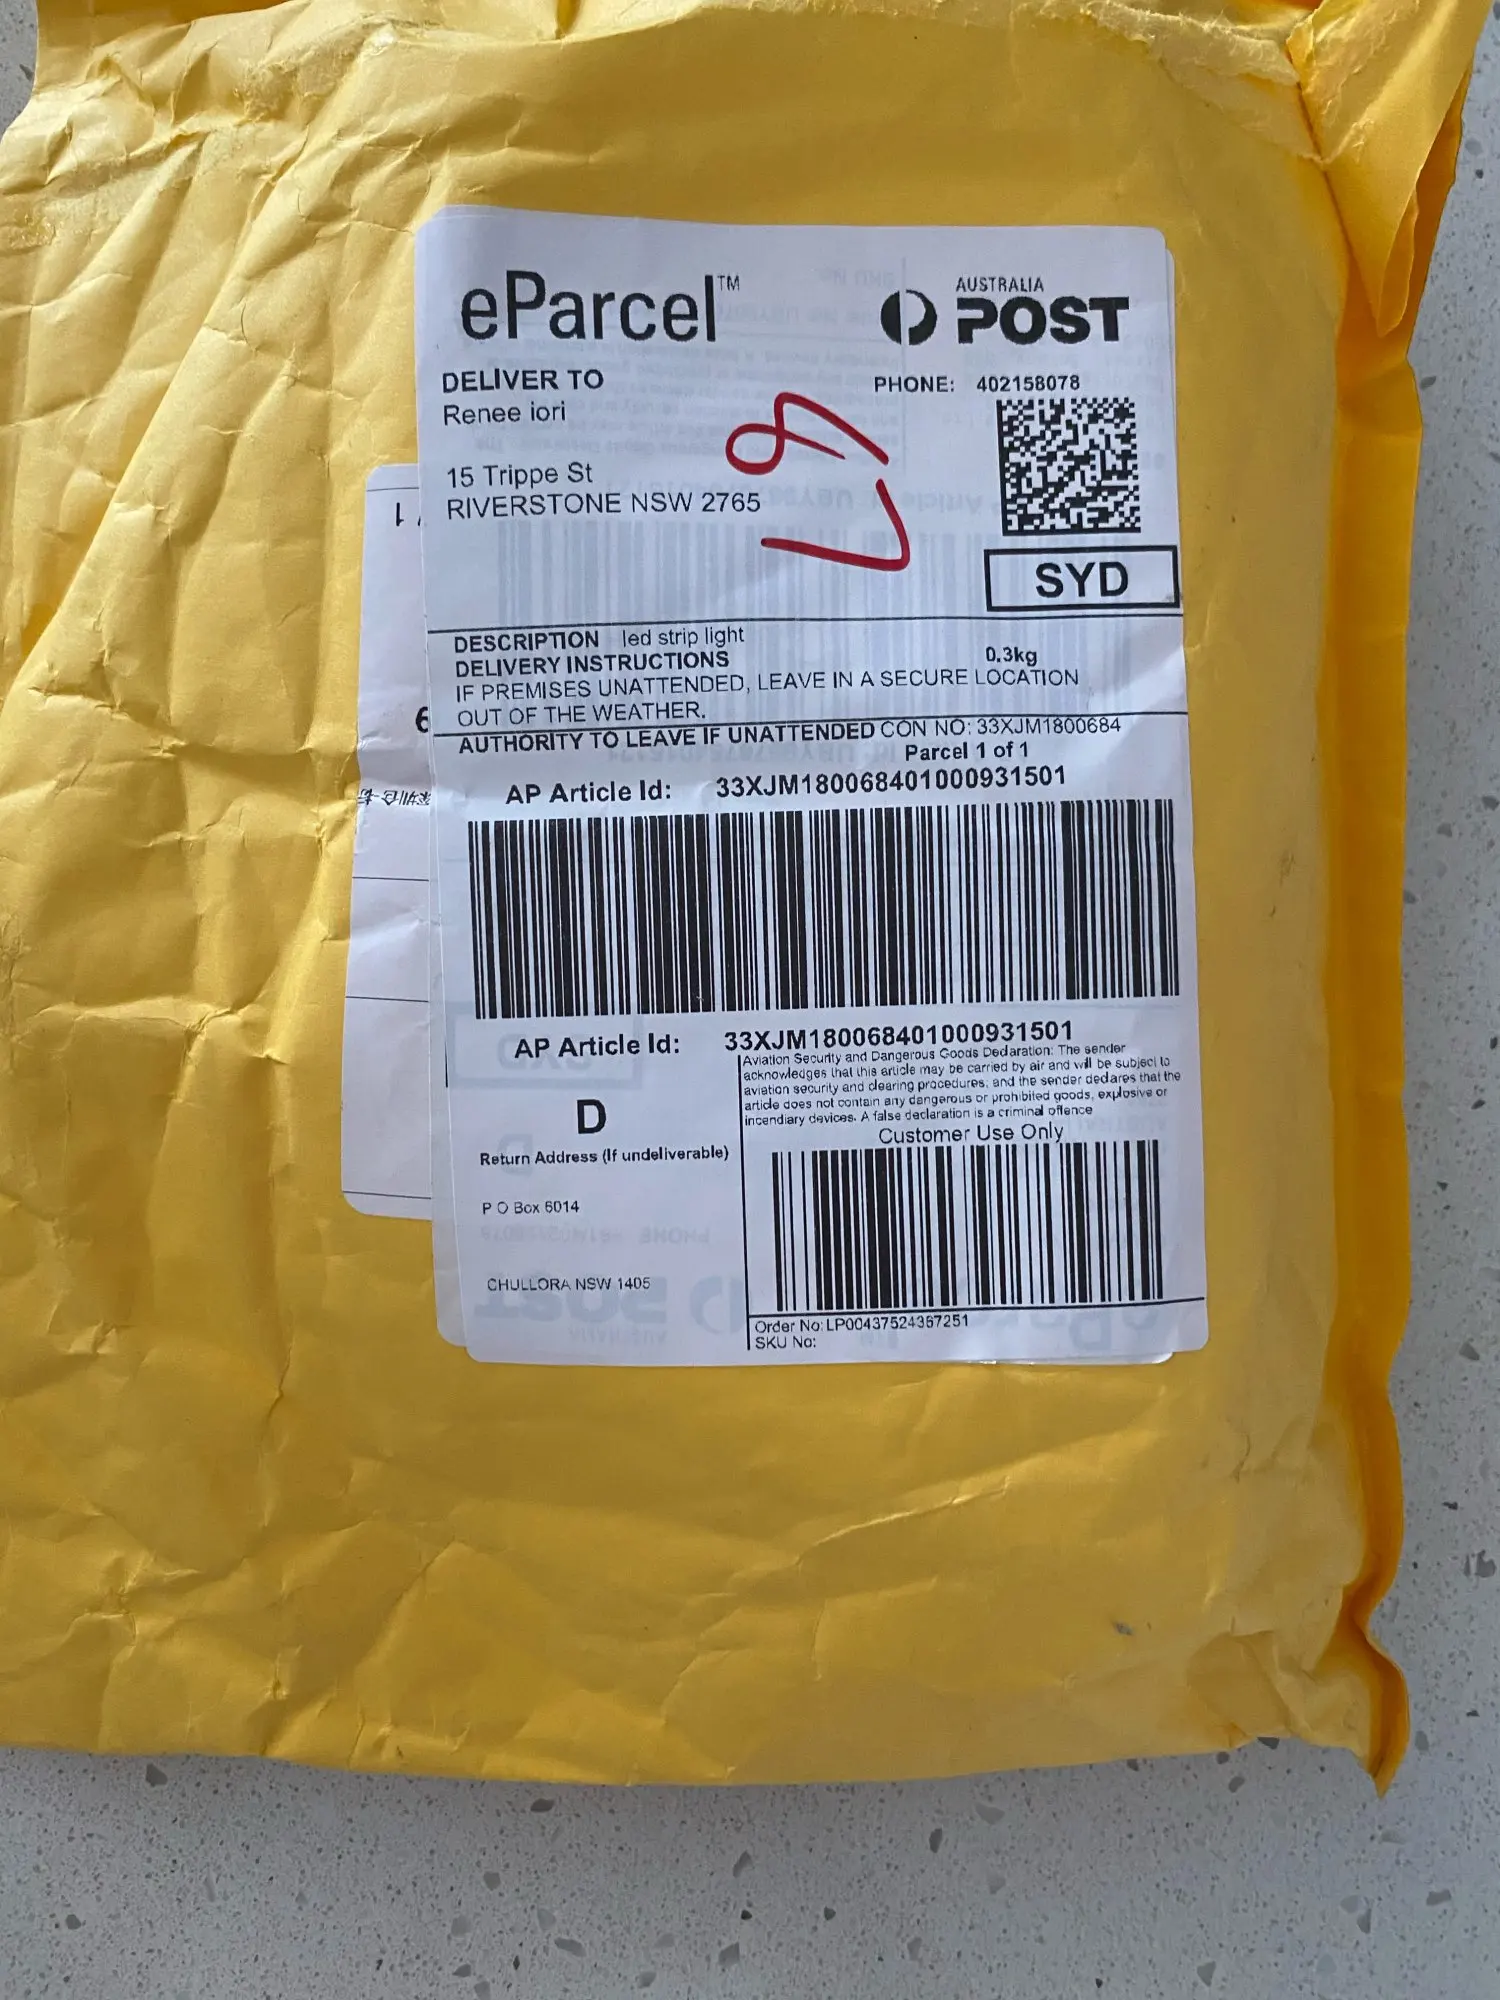 eParcel™
AUSTRALIA
POST
DELIVER TO
PHONE: 402158078
Renee iori
15 Trippe St
RIVERSTONE NSW 2765
SYD
DESCRIPTION led strip light
DELIVERY INSTRUCTIONS 0.3kg
IF PREMISES UNATTENDED, LEAVE IN A SECURE LOCATION
OUT OF THE WEATHER.
AUTHORITY TO LEAVE IF UNATTENDED CON NO: 33XJM1800684
Parcel 1 of 1
AP Article Id: 33XJM180068401000931501
AP Article Id: 33XJM180068401000931501
Aviation Security and Dangerous Goods Declaration: The sender
acknowledges that this article may be carried by air and will be subject to
aviation security and clearing procedures; and the sender declares that the
article does not contain any dangerous or prohibited goods, explosive or
incendiary devices. A false declaration is a criminal offence
D
Customer Use Only
Return Address (If undeliverable)
P O Box 6014
CHULLORA NSW 1405
Order No: LP00437524367251
SKU No: